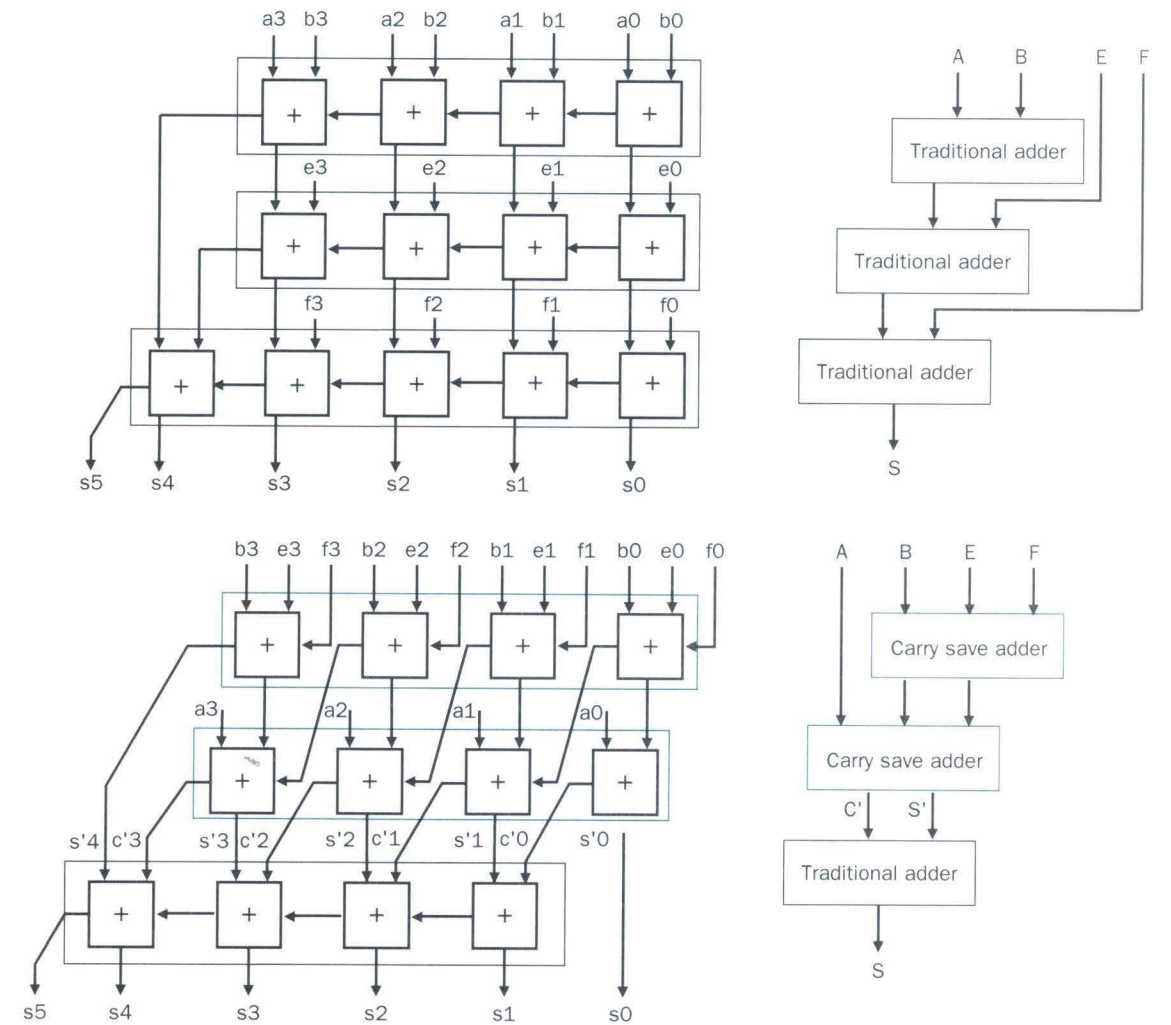 a3 b3 a2 b2 a1 b1 a0 b0
A B E F
+ + + +
Traditional adder
e3 e2 e1 e0
+ + + +
Traditional adder
f3 f2 f1 f0
+ + + + +
Traditional adder
s5 s4 s3 s2 s1 s0
S
b3 e3 f3 b2 e2 f2 b1 e1 f1 b0 e0 f0
A B E F
+ + + +
Carry save adder
a3 a2 a1 a0
+ + + +
Carry save adder
C' S'
s'4 c'3 s'3 c'2 s'2 c'1 s'1 c'0 s'0
+ + + +
Traditional adder
S
s5 s4 s3 s2 s1 s0